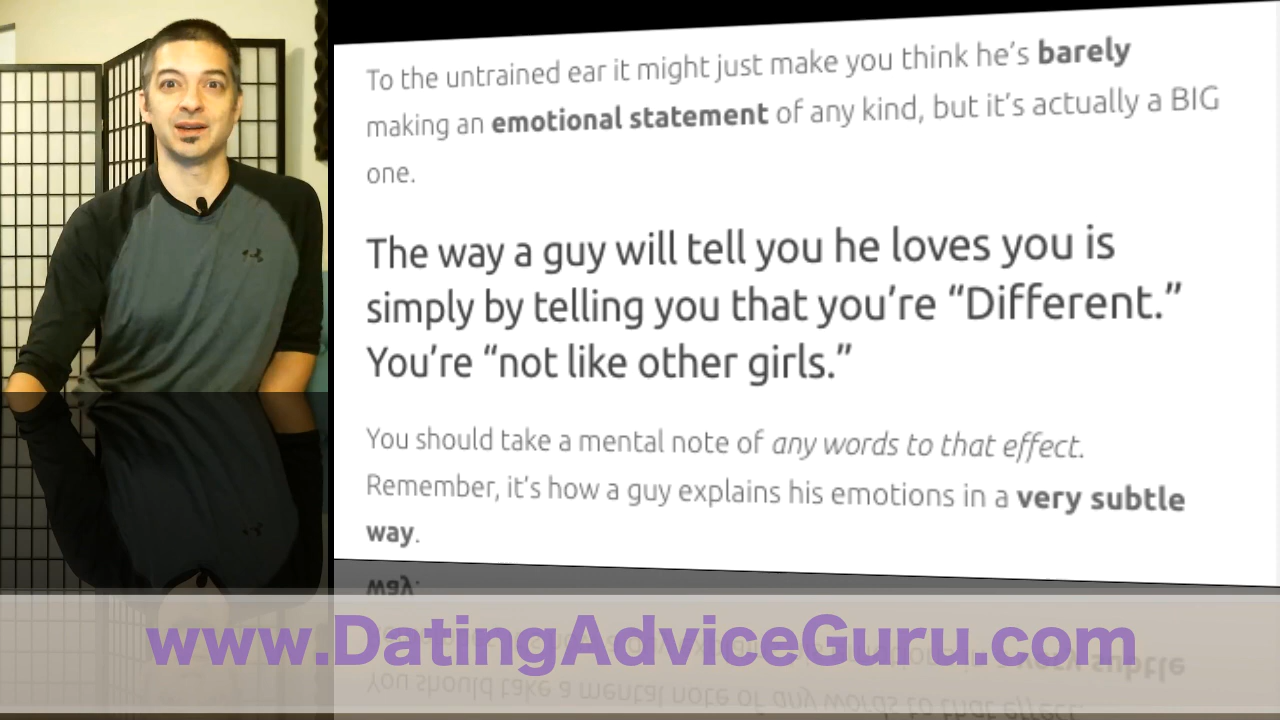 To the untrained ear it might just make you think he’s barely
making an emotional statement of any kind, but it’s actually a BIG
one.
The way a guy will tell you he loves you is
simply by telling you that you’re “Different.”
You’re “not like other girls.”
You should take a mental note of any words to that effect.
Remember, it’s how a guy explains his emotions in a very subtle
way.
www.DatingAdviceGuru.com